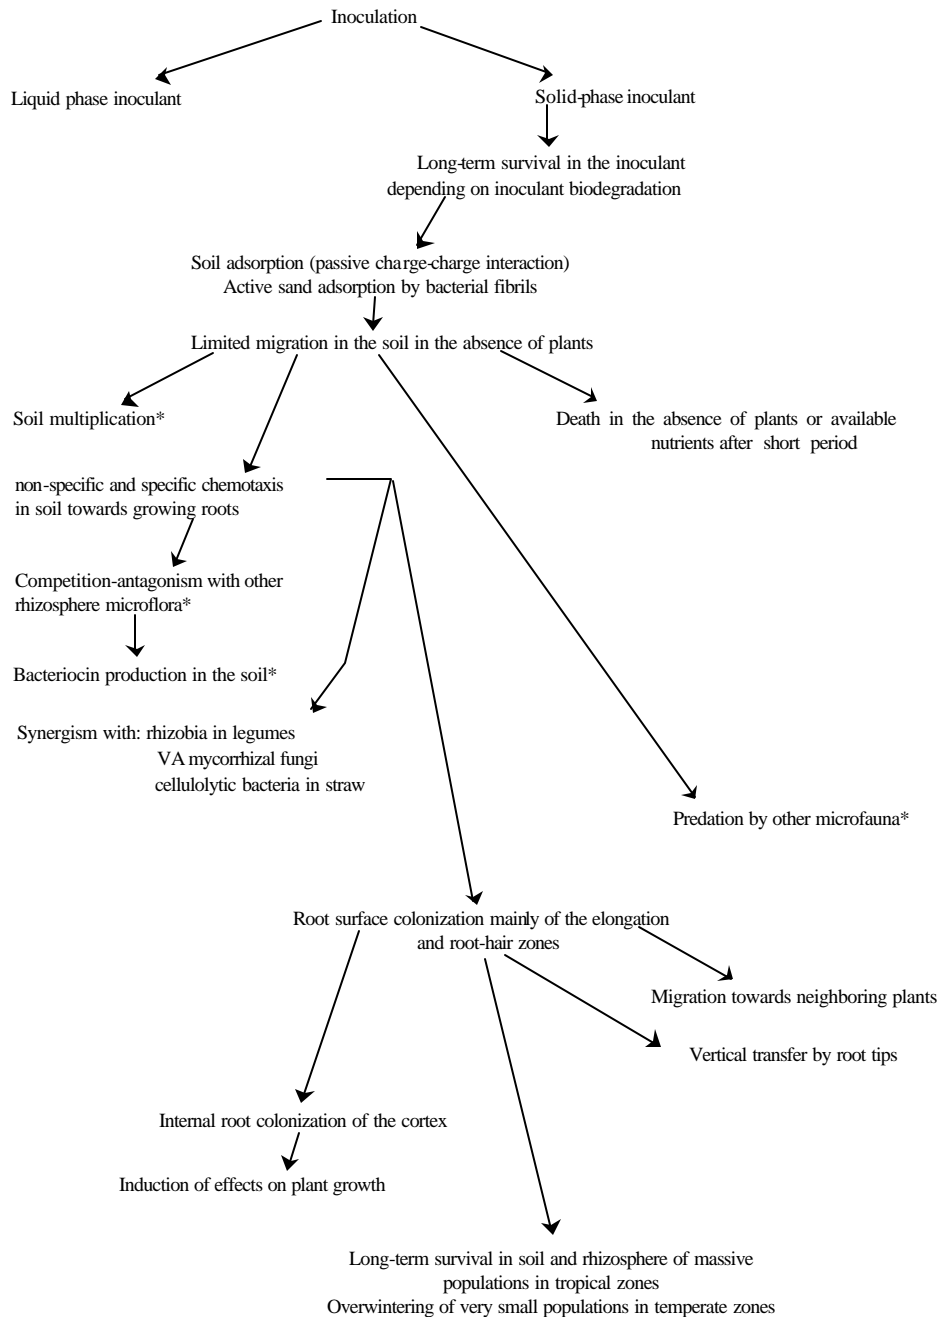 Inoculation
Liquid phase inoculant
Solid-phase inoculant
Long-term survival in the inoculant
depending on inoculant biodegradation
Soil adsorption (passive charge-charge interaction)
Active sand adsorption by bacterial fibrils
Limited migration in the soil in the absence of plants
Soil multiplication*
Death in the absence of plants or available
nutrients after short period
non-specific and specific chemotaxis
in soil towards growing roots
Competition-antagonism with other
rhizosphere microflora*
Bacteriocin production in the soil*
Synergism with: rhizobia in legumes
VA mycorrhizal fungi
cellulolytic bacteria in straw
Predation by other microfauna*
Root surface colonization mainly of the elongation
and root-hair zones
Migration towards neighboring plants
Vertical transfer by root tips
Internal root colonization of the cortex
Induction of effects on plant growth
Long-term survival in soil and rhizosphere of massive
populations in tropical zones
Overwintering of very small populations in temperate zones